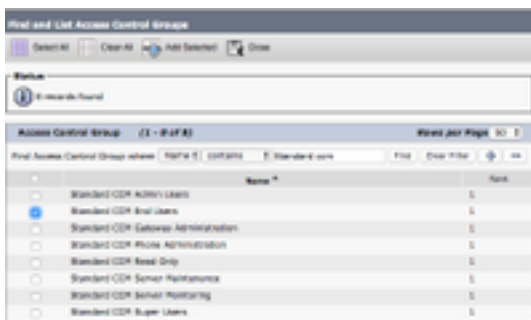 Find and List Access Control Groups
Select All Clear All Add Selected Close
Status
8 records found
Access Control Group (1 - 8 of 8) Rows per Page 50
Find Access Control Group where Name contains Standard ccm Find Clear Filter
Name Rank
Standard CCM Admin Users 1
Standard CCM End Users 1
Standard CCM Gateway Administration 1
Standard CCM Phone Administration 1
Standard CCM Read Only 1
Standard CCM Server Maintenance 1
Standard CCM Server Monitoring 1
Standard CCM Super Users 1